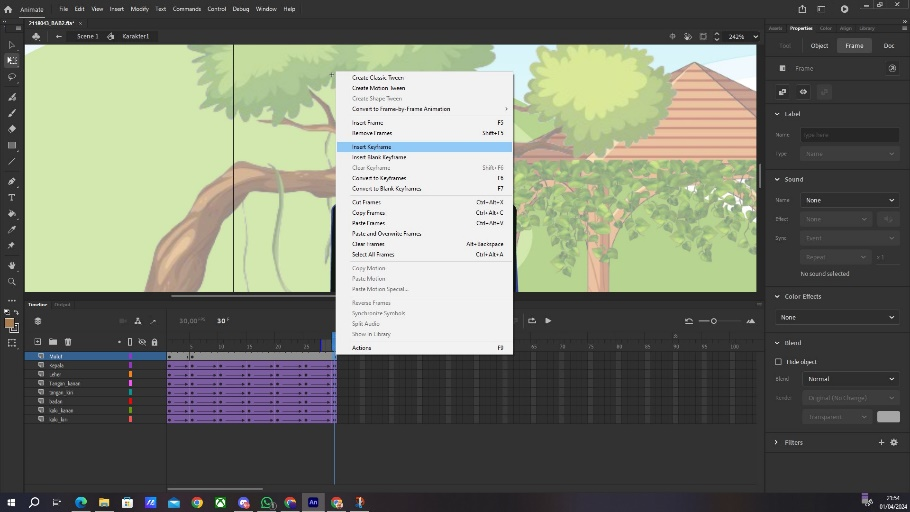 Animate
File Edit View Insert Modify Text Commands Control Debug Window Help
2118043_BAB2.fla* ×
Scene 1 Karakter1
242%
Create Classic Tween
Create Motion Tween
Create Shape Tween
Convert to Frame-by-Frame Animation
Insert Frame F5
Remove Frames Shift+F5
Insert Keyframe
Insert Blank Keyframe
Clear Keyframe Shift+F6
Convert to Keyframes F6
Convert to Blank Keyframes F7
Cut Frames Ctrl+Alt+X
Copy Frames Ctrl+Alt+C
Paste Frames Ctrl+Alt+V
Paste and Overwrite Frames
Clear Frames Alt+Backspace
Select All Frames Ctrl+Alt+A
Copy Motion
Paste Motion
Paste Motion Special...
Reverse Frames
Synchronize Symbols
Split Audio
Show in Library
Actions F9
Assets Properties Color Align Library
Tool Object Frame Doc
Frame
Label
Name: type here
Type: Name
Sound
Name: None
Effect: None
Sync: Event
Repeat x 1
No sound selected
Color Effects
None
Blend
Hide object
Blend Normal
Render Original (No Change)
Transparent
Filters
Timeline Output
30,00 FPS 30 F
5 10 15 20 25 65 70 75 80 85 90 95 100
Mulut
Kepala
Leher
Tangan_kanan
tangan_kiri
badan
kaki_kanan
kaki_kiri
An
21:54
01/04/2024